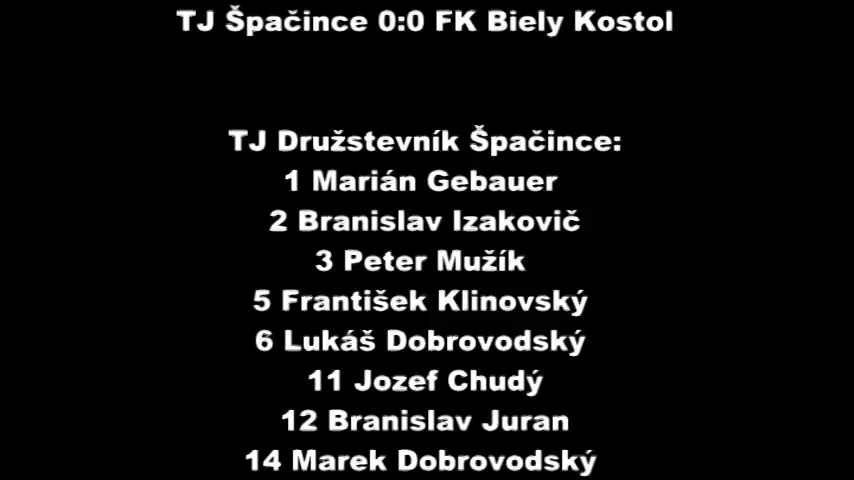 TJ Špačince 0:0 FK Biely Kostol
TJ Družstevník Špačince:
1 Marián Gebauer
2 Branislav Izakovič
3 Peter Mužík
5 František Klinovský
6 Lukáš Dobrovodský
11 Jozef Chudý
12 Branislav Juran
14 Marek Dobrovodský